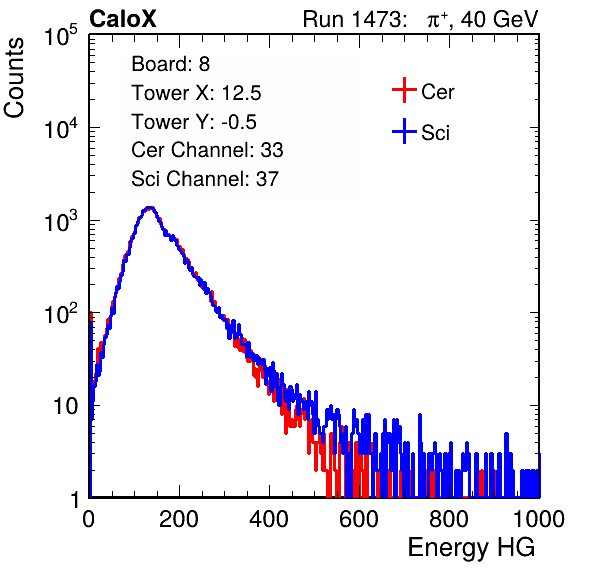 CaloX Run 1473: π⁺, 40 GeV
Counts
10⁵
10⁴
10³
10²
10
1
Board: 8
Tower X: 12.5
Tower Y: -0.5
Cer Channel: 33
Sci Channel: 37
Cer
Sci
0 200 400 600 800 1000
Energy HG